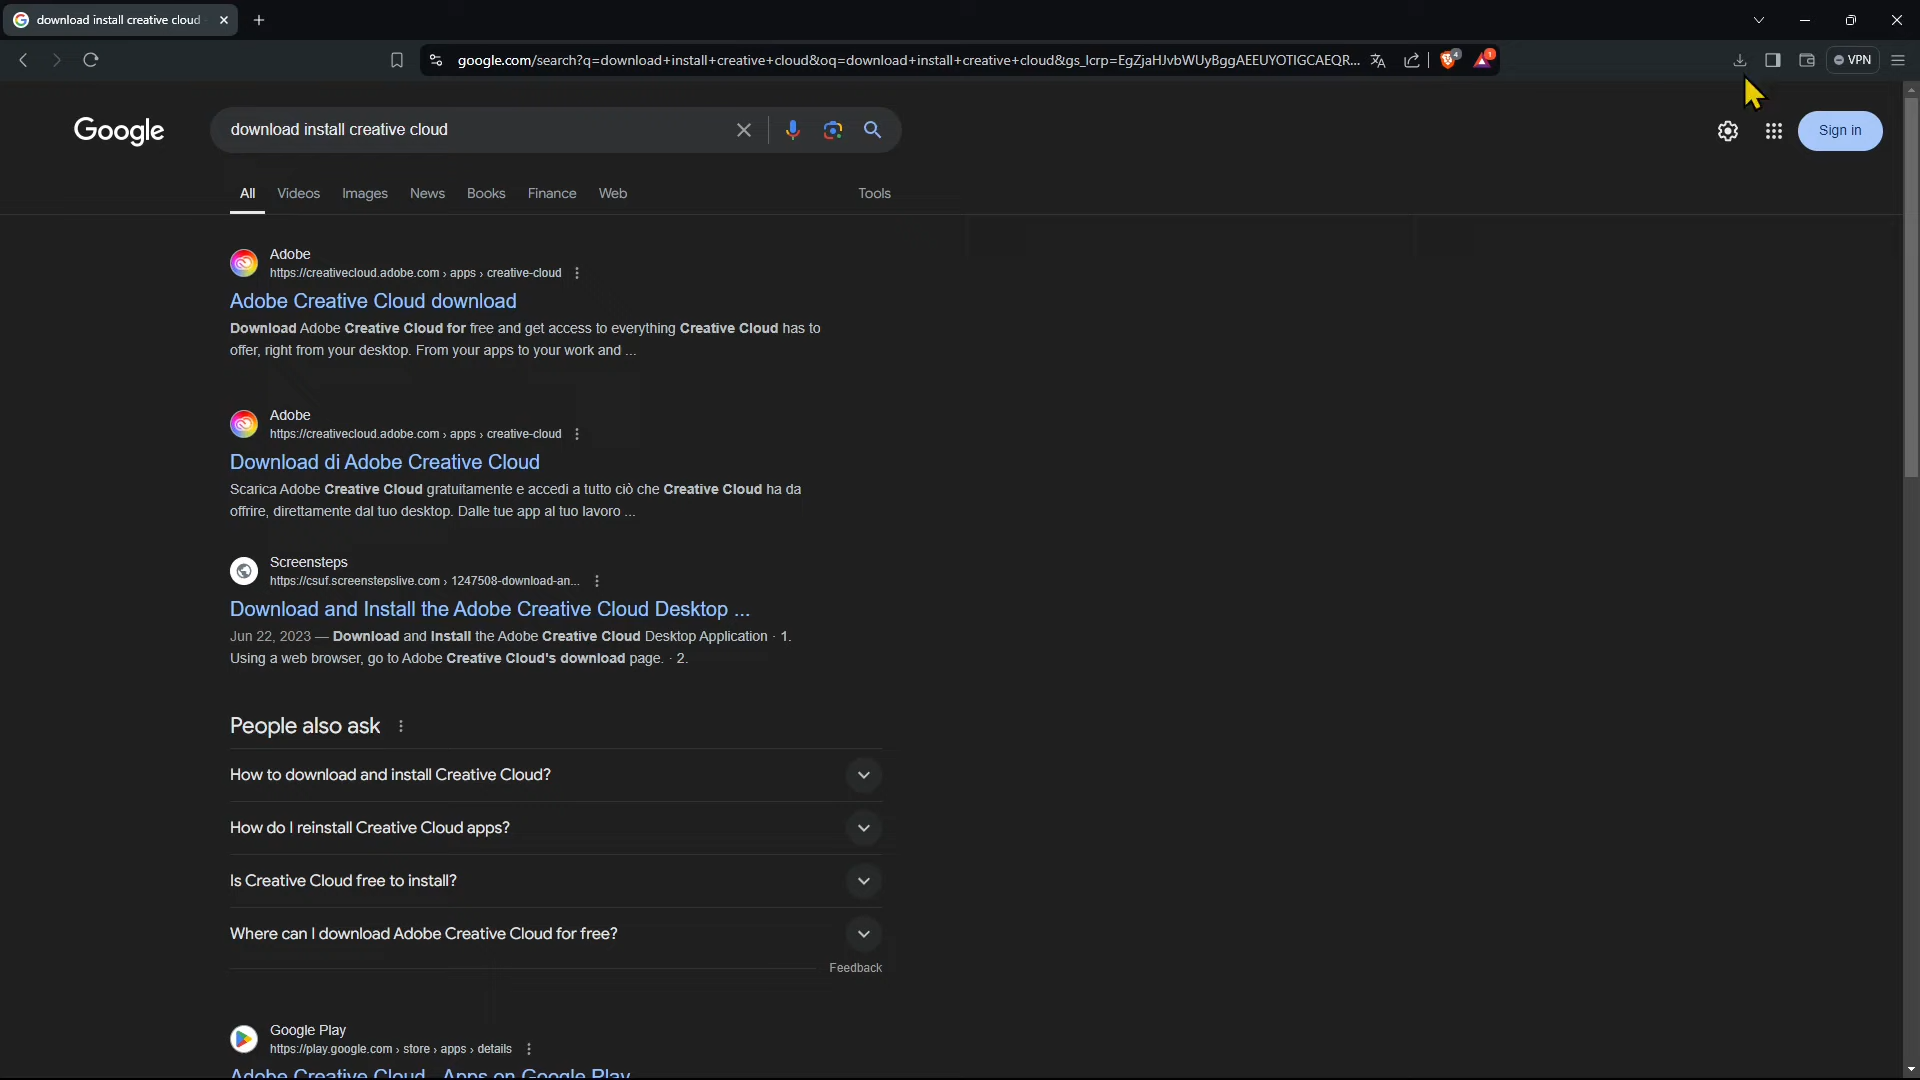 download install creative cloud
google.com/search?q=download+install+creative+cloud&oq=download+install+creative+cloud&gs_lcrp=EgZjaHJvbWUyBggAEEUYOTIGCAEQR...
4
1
VPN
Google
download install creative cloud
Sign in
All Videos Images News Books Finance Web Tools
Adobe
https://creativecloud.adobe.com › apps › creative-cloud
Adobe Creative Cloud download
Download Adobe Creative Cloud for free and get access to everything Creative Cloud has to
offer, right from your desktop. From your apps to your work and ...
Adobe
https://creativecloud.adobe.com › apps › creative-cloud
Download di Adobe Creative Cloud
Scarica Adobe Creative Cloud gratuitamente e accedi a tutto ciò che Creative Cloud ha da
offrire, direttamente dal tuo desktop. Dalle tue app al tuo lavoro ...
Screensteps
https://csuf.screenstepslive.com › 1247508-download-an...
Download and Install the Adobe Creative Cloud Desktop ...
Jun 22, 2023 — Download and Install the Adobe Creative Cloud Desktop Application · 1.
Using a web browser, go to Adobe Creative Cloud's download page. · 2.
People also ask
How to download and install Creative Cloud?
How do I reinstall Creative Cloud apps?
Is Creative Cloud free to install?
Where can I download Adobe Creative Cloud for free?
Feedback
Google Play
https://play.google.com › store › apps › details
Adobe Creative Cloud - Apps on Google Play